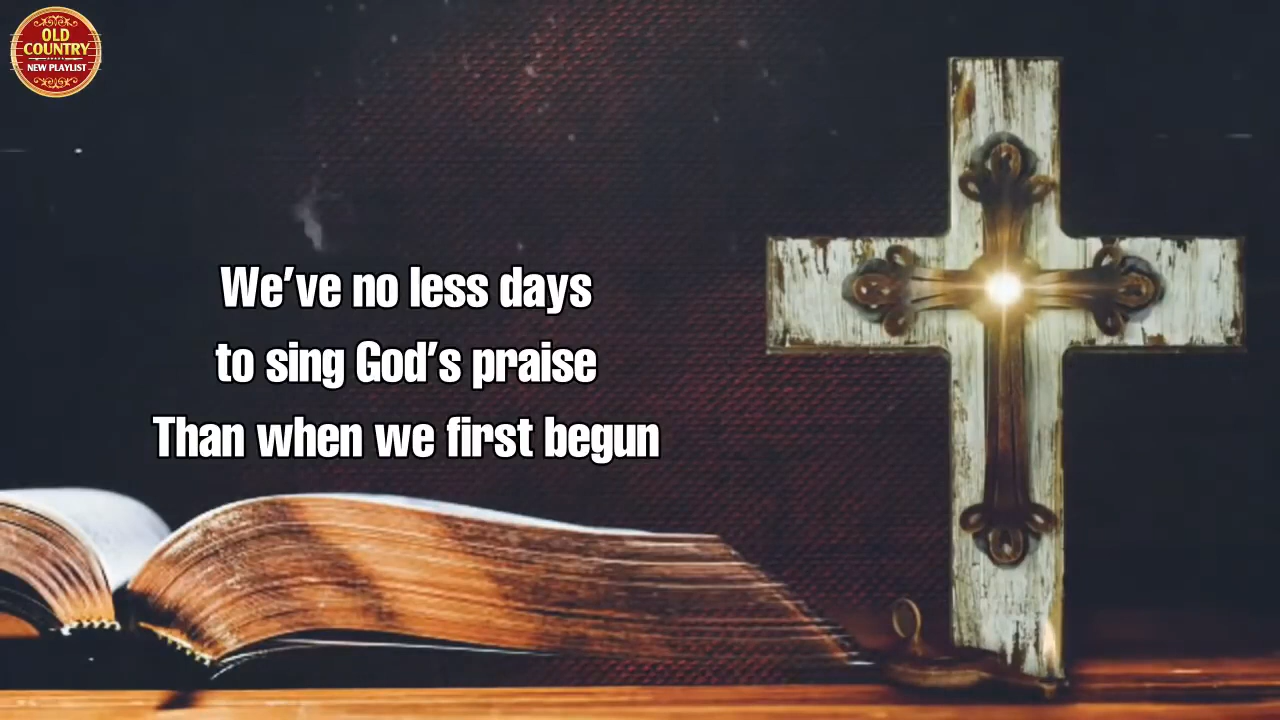 OLD
COUNTRY
NEW PLAYLIST
We've no less days
to sing God's praise
Than when we first begun